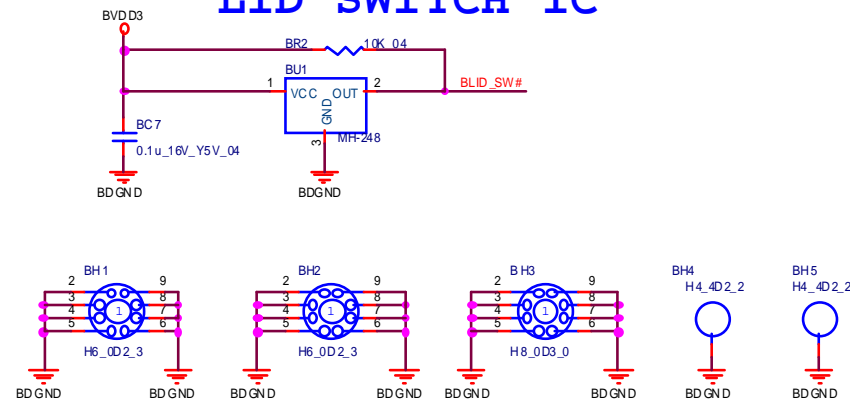 LID SWITCH IC
BVDD3
BR2 10K_04
BU1
1 VCC OUT 2 BLID_SW#
GND
BC7
0.1u_16V_Y5V_04
3 MH-248
BDGND BDGND
BH1 BH2 BH3 BH4 BH5
H4_4D2_2 H4_4D2_2
2 9 2 9 2 9
3 8 3 8 3 8
4 1 7 4 1 7 4 1 7
5 6 5 6 5 6
H6_0D2_3 H6_0D2_3 H8_0D3_0
BDGND BDGND BDGND BDGND BDGND BDGND BDGND BDGND